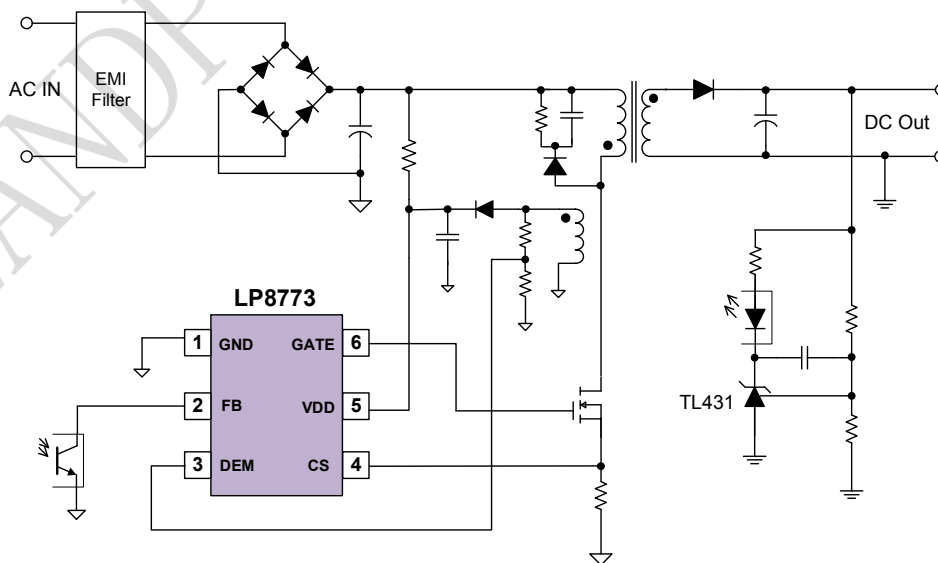 AC IN
EMI
Filter
DC Out
LP8773
1 GND GATE 6
2 FB VDD 5
3 DEM CS 4
TL431